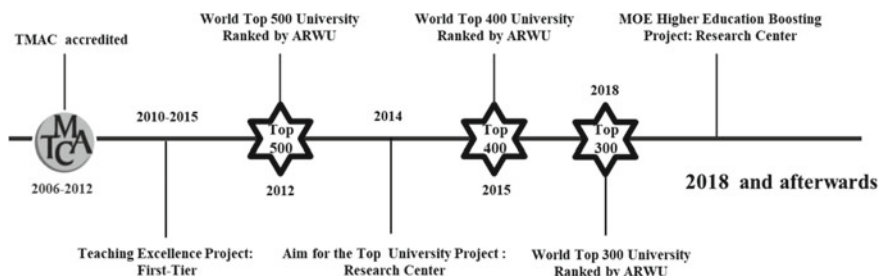 World Top 500 University
Ranked by ARWU
World Top 400 University
Ranked by ARWU
MOE Higher Education Boosting
Project: Research Center
TMAC accredited
2018
2010-2015
2014
TMAC
Top
500
Top
400
Top
300
2006-2012
2012
2015
2018 and afterwards
Teaching Excellence Project:
First-Tier
Aim for the Top University Project :
Research Center
World Top 300 University
Ranked by ARWU